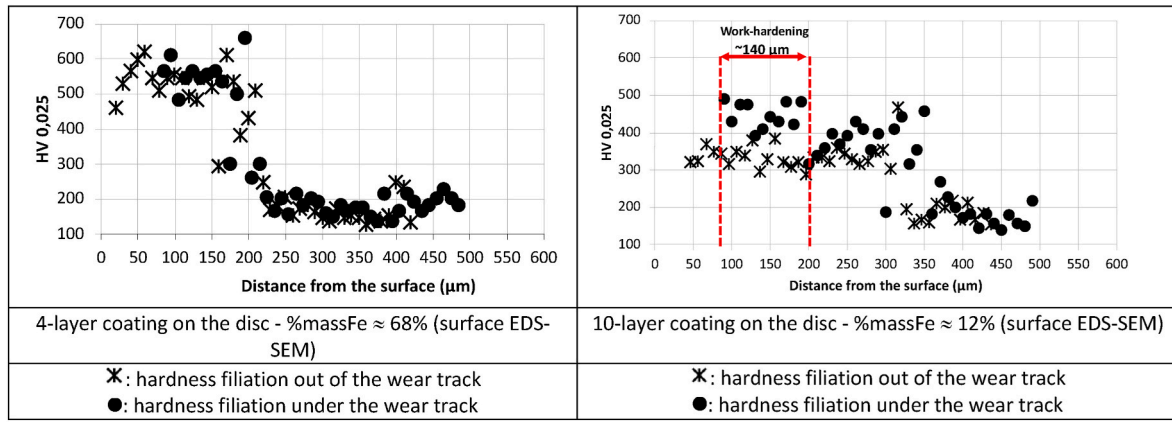 700
600
500
400
300
200
100
HV 0,025
0 50 100 150 200 250 300 350 400 450 500 550 600
Distance from the surface (µm)
700
600
500
400
300
200
100
HV 0,025
Work-hardening
~140 µm
0 50 100 150 200 250 300 350 400 450 500 550 600
Distance from the surface (µm)
4-layer coating on the disc - %massFe ≈ 68% (surface EDS-
SEM)
10-layer coating on the disc - %massFe ≈ 12% (surface EDS-SEM)
: hardness filiation out of the wear track
: hardness filiation under the wear track
: hardness filiation out of the wear track
: hardness filiation under the wear track